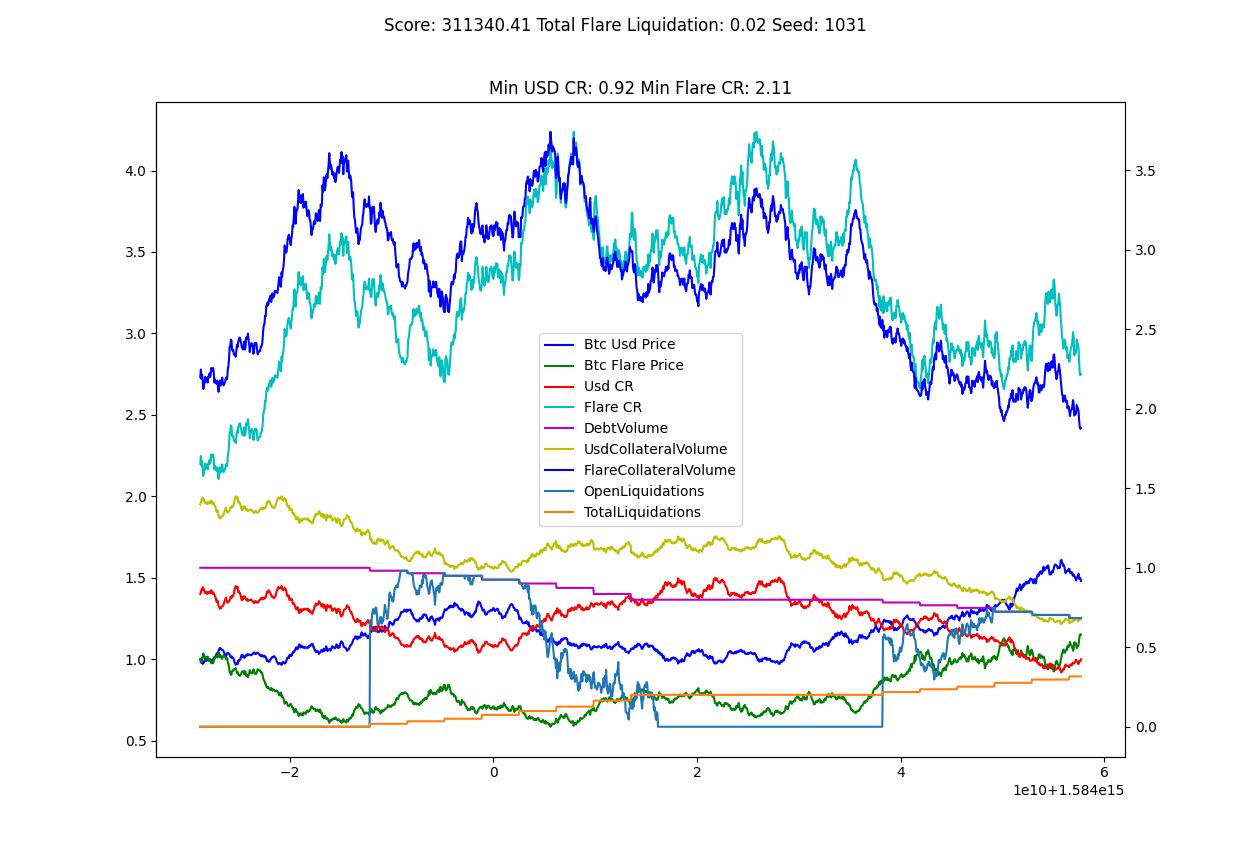 Score: 311340.41 Total Flare Liquidation: 0.02 Seed: 1031
Min USD CR: 0.92 Min Flare CR: 2.11
4.0
3.5
3.0
2.5
2.0
1.5
1.0
0.5
3.5
3.0
2.5
2.0
1.5
1.0
0.5
0.0
Btc Usd Price
Btc Flare Price
Usd CR
Flare CR
DebtVolume
UsdCollateralVolume
FlareCollateralVolume
OpenLiquidations
TotalLiquidations
−2 0 2 4 6
1e10+1.584e15